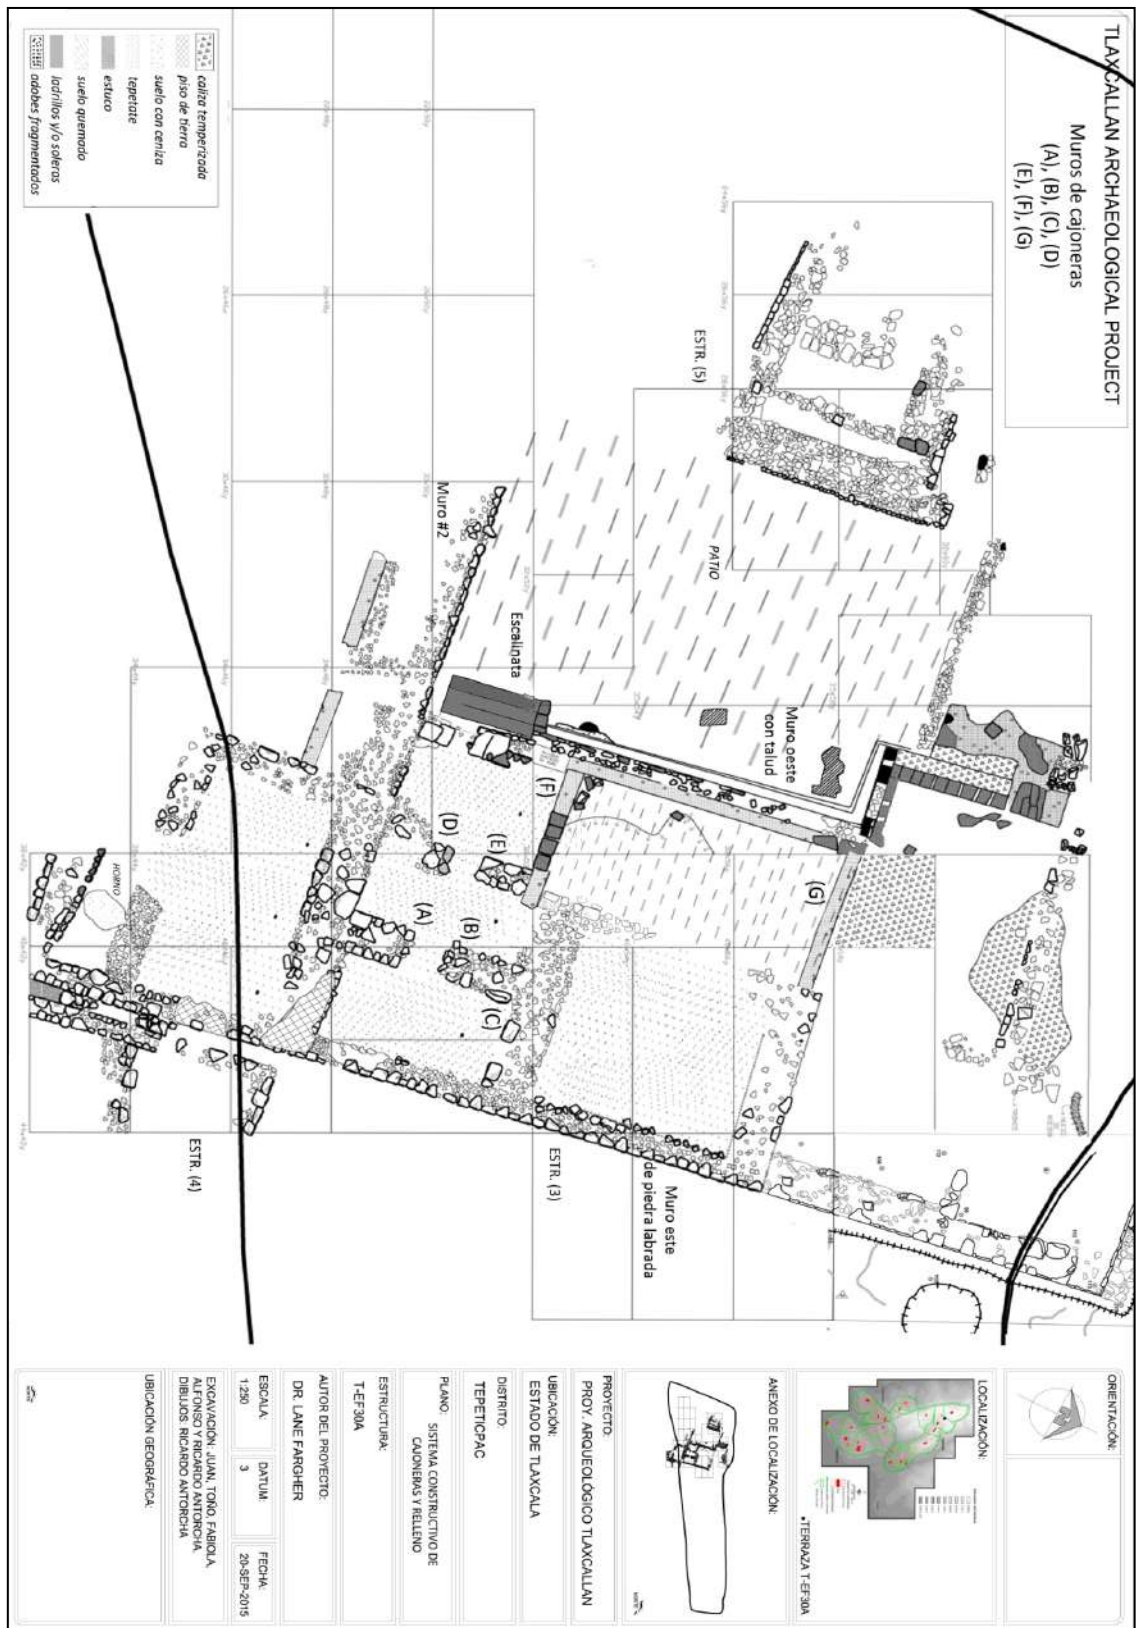 TLAXCALLAN ARCHAEOLOGICAL PROJECT
Muros de cajoneras
(A), (B), (C), (D)
(E), (F), (G)
ESTR. (5)
PATIO
Muro #2
Escalinata
Muro oeste
con talud
(F)
(D)
(E)
(G)
(A)
(B)
(C)
HORNO
ESTR. (4)
ESTR. (3)
Muro este
de piedra labrada
caliza temperizada
piso de tierra
suelo con ceniza
tepetate
estuco
suelo quemado
ladrillos y/o soleras
adobes fragmentados
ORIENTACIÓN:
LOCALIZACIÓN:
TERRAZA T-EF30A
ANEXO DE LOCALIZACIÓN:
PROYECTO:
PROY. ARQUEOLÓGICO TLAXCALLAN
UBICACIÓN:
ESTADO DE TLAXCALA
DISTRITO:
TEPETICPAC
PLANO: SISTEMA CONSTRUCTIVO DE
CAJONERAS Y RELLENO
ESTRUCTURA:
T-EF30A
AUTOR DEL PROYECTO:
DR. LANE FARGHER
ESCALA:
1:250
DATUM:
3
FECHA:
20-SEP-2015
EXCAVACIÓN: JUAN, TOÑO, FABIOLA,
ALFONSO Y RICARDO ANTORCHA.
DIBUJOS: RICARDO ANTORCHA
UBICACIÓN GEOGRÁFICA: